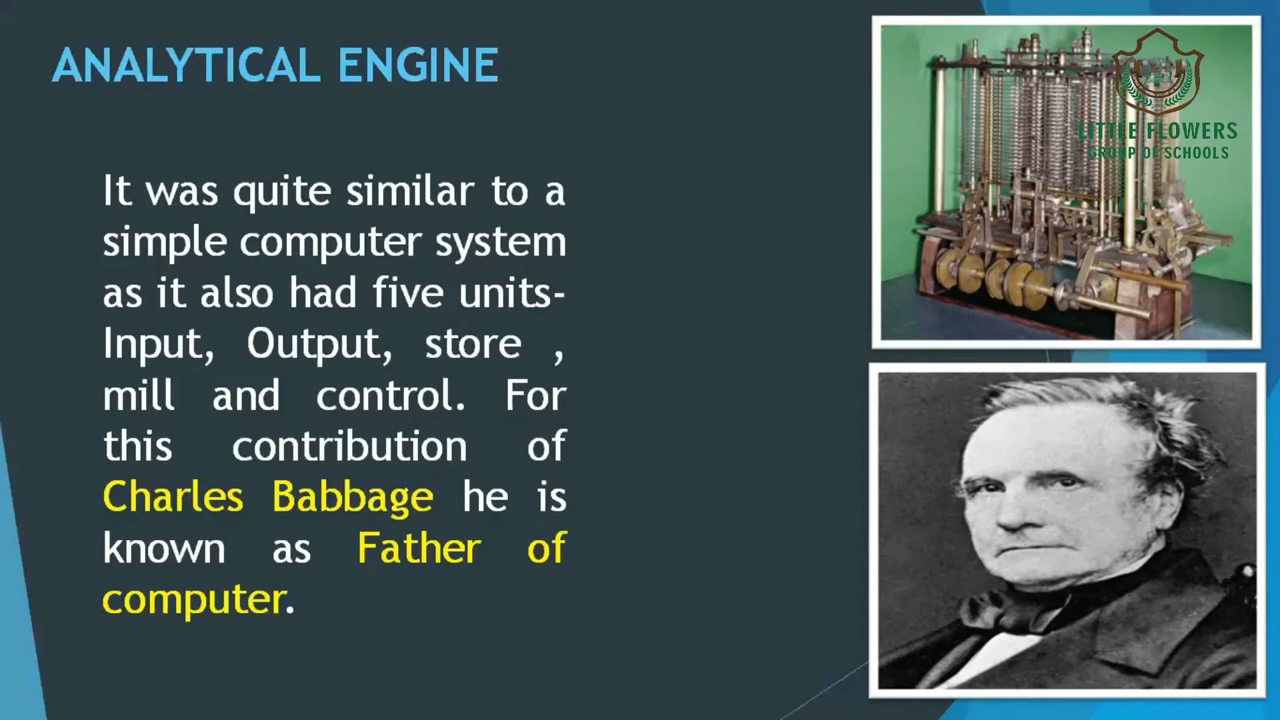 ANALYTICAL ENGINE
It was quite similar to a
simple computer system
as it also had five units-
Input, Output, store ,
mill and control. For
this contribution of
Charles Babbage he is
known as Father of
computer.
LITTLE FLOWERS
GROUP OF SCHOOLS